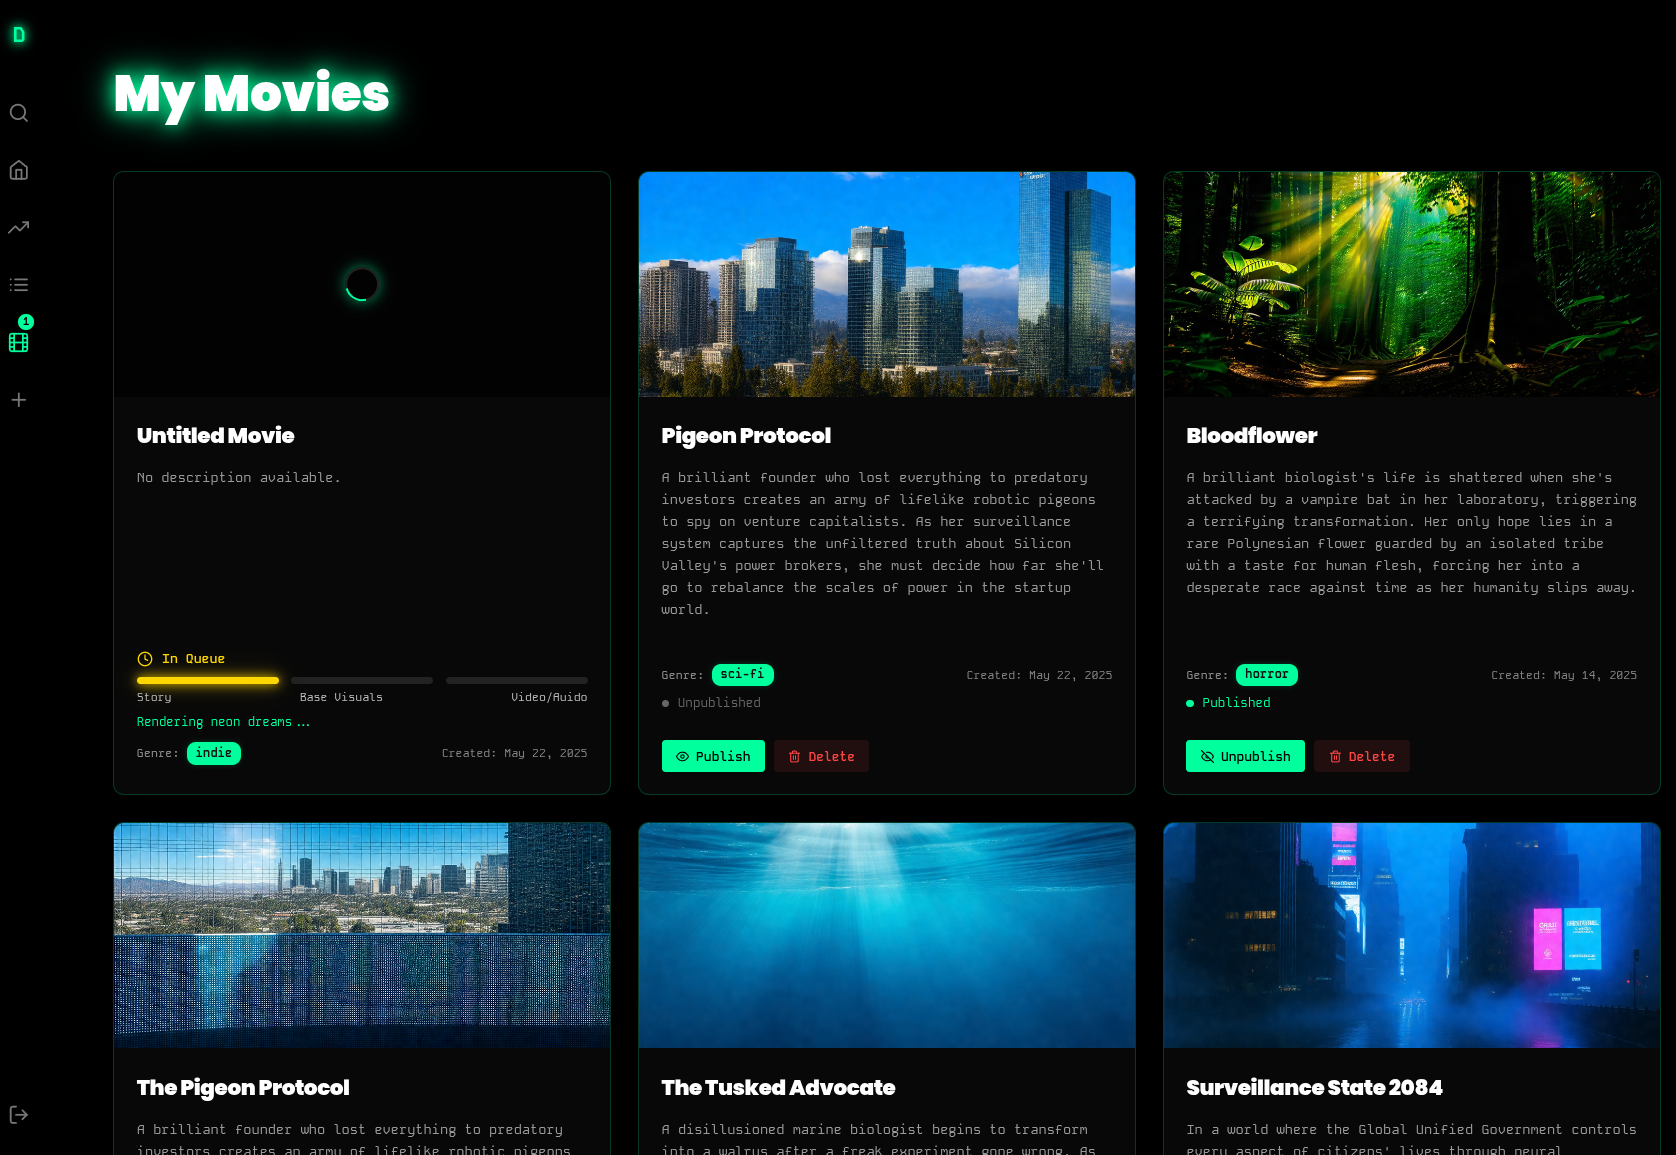 D
My Movies
1
Untitled Movie
No description available.
In Queue
Story Base Visuals Video/Auido
Rendering neon dreams...
Genre: indie Created: May 22, 2025
Pigeon Protocol
A brilliant founder who lost everything to predatory
investors creates an army of lifelike robotic pigeons
to spy on venture capitalists. As her surveillance
system captures the unfiltered truth about Silicon
Valley's power brokers, she must decide how far she'll
go to rebalance the scales of power in the startup
world.
Genre: sci-fi Created: May 22, 2025
Unpublished
Publish Delete
Bloodflower
A brilliant biologist's life is shattered when she's
attacked by a vampire bat in her laboratory, triggering
a terrifying transformation. Her only hope lies in a
rare Polynesian flower guarded by an isolated tribe
with a taste for human flesh, forcing her into a
desperate race against time as her humanity slips away.
Genre: horror Created: May 14, 2025
Published
Unpublish Delete
The Pigeon Protocol
A brilliant founder who lost everything to predatory
investors creates an army of lifelike robotic pigeons
The Tusked Advocate
A disillusioned marine biologist begins to transform
into a walrus after a freak experiment gone wrong. As
Surveillance State 2084
In a world where the Global Unified Government controls
every aspect of citizens' lives through neural